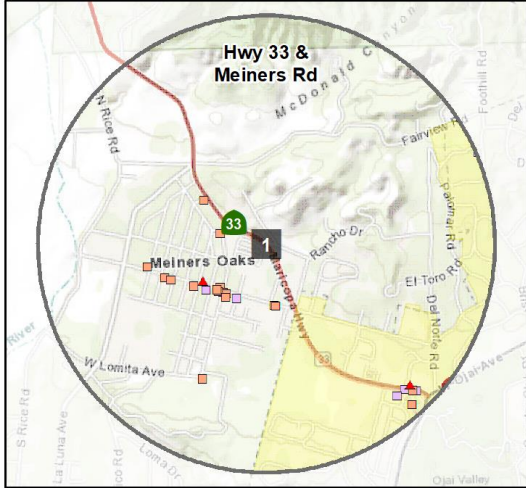 Hwy 33 &
Meiners Rd
McDonald Canyon
Foothill Rd
N Rice Rd
Fairview Rd
Palomar Rd
33
1
Rancho Dr
Meiners Oaks
El Toro Rd
Maricopa Hwy
Del Norte Rd
River
33
W Lomita Ave
W Ojai Ave
S Rice Rd
La Luna Ave
Loma Dr
Ojai Valley